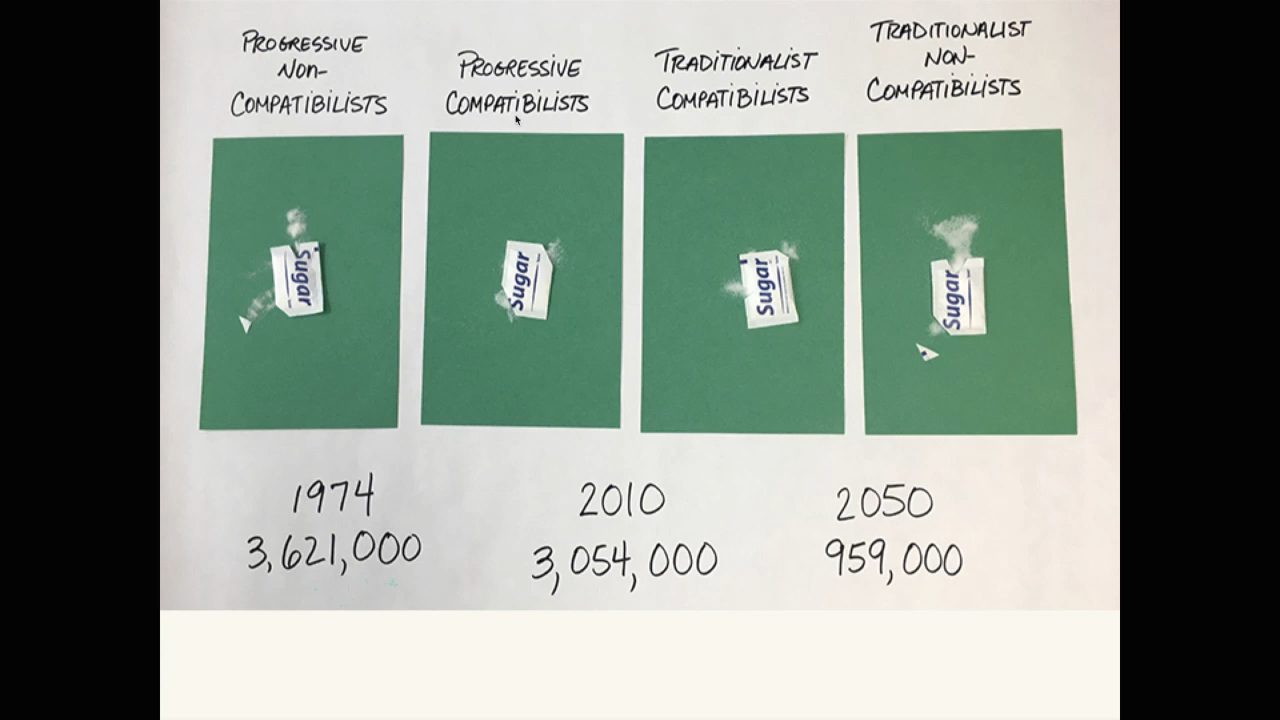 PROGRESSIVE
NON-
COMPATIBILISTS
PROGRESSIVE
COMPATIBILISTS
TRADITIONALIST
COMPATIBILISTS
TRADITIONALIST
NON-
COMPATIBILISTS
Sugar
Sugar
Sugar
Sugar
1974
3,621,000
2010
3,054,000
2050
959,000